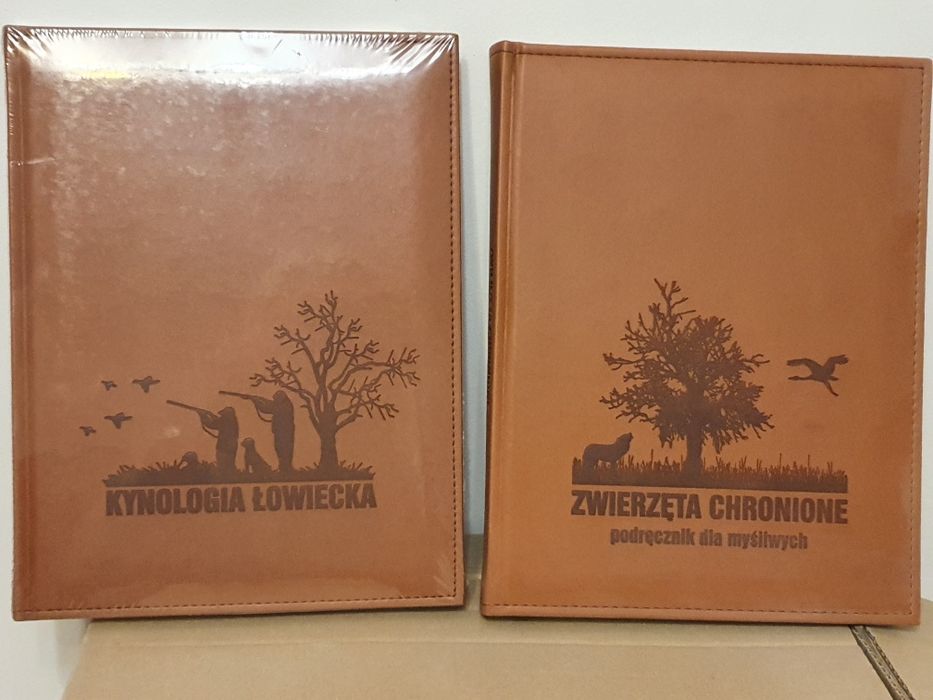 KYNOLOGIA ŁOWIECKA
ZWIERZĘTA CHRONIONE
podręcznik dla myśliwych